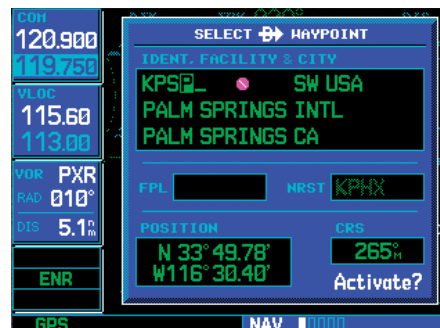 COM
120.900
119.750
VLOC
115.60
113.00
VOR PXR
RAD 010°
DIS 5.1nm
ENR
GPS
SELECT D WAYPOINT
IDENT, FACILITY & CITY
KPSP_ SW USA
PALM SPRINGS INTL
PALM SPRINGS CA
FPL NRST KPHX
POSITION CRS
N 33°49.78' 265°M
W116°30.40' Activate?
NAV